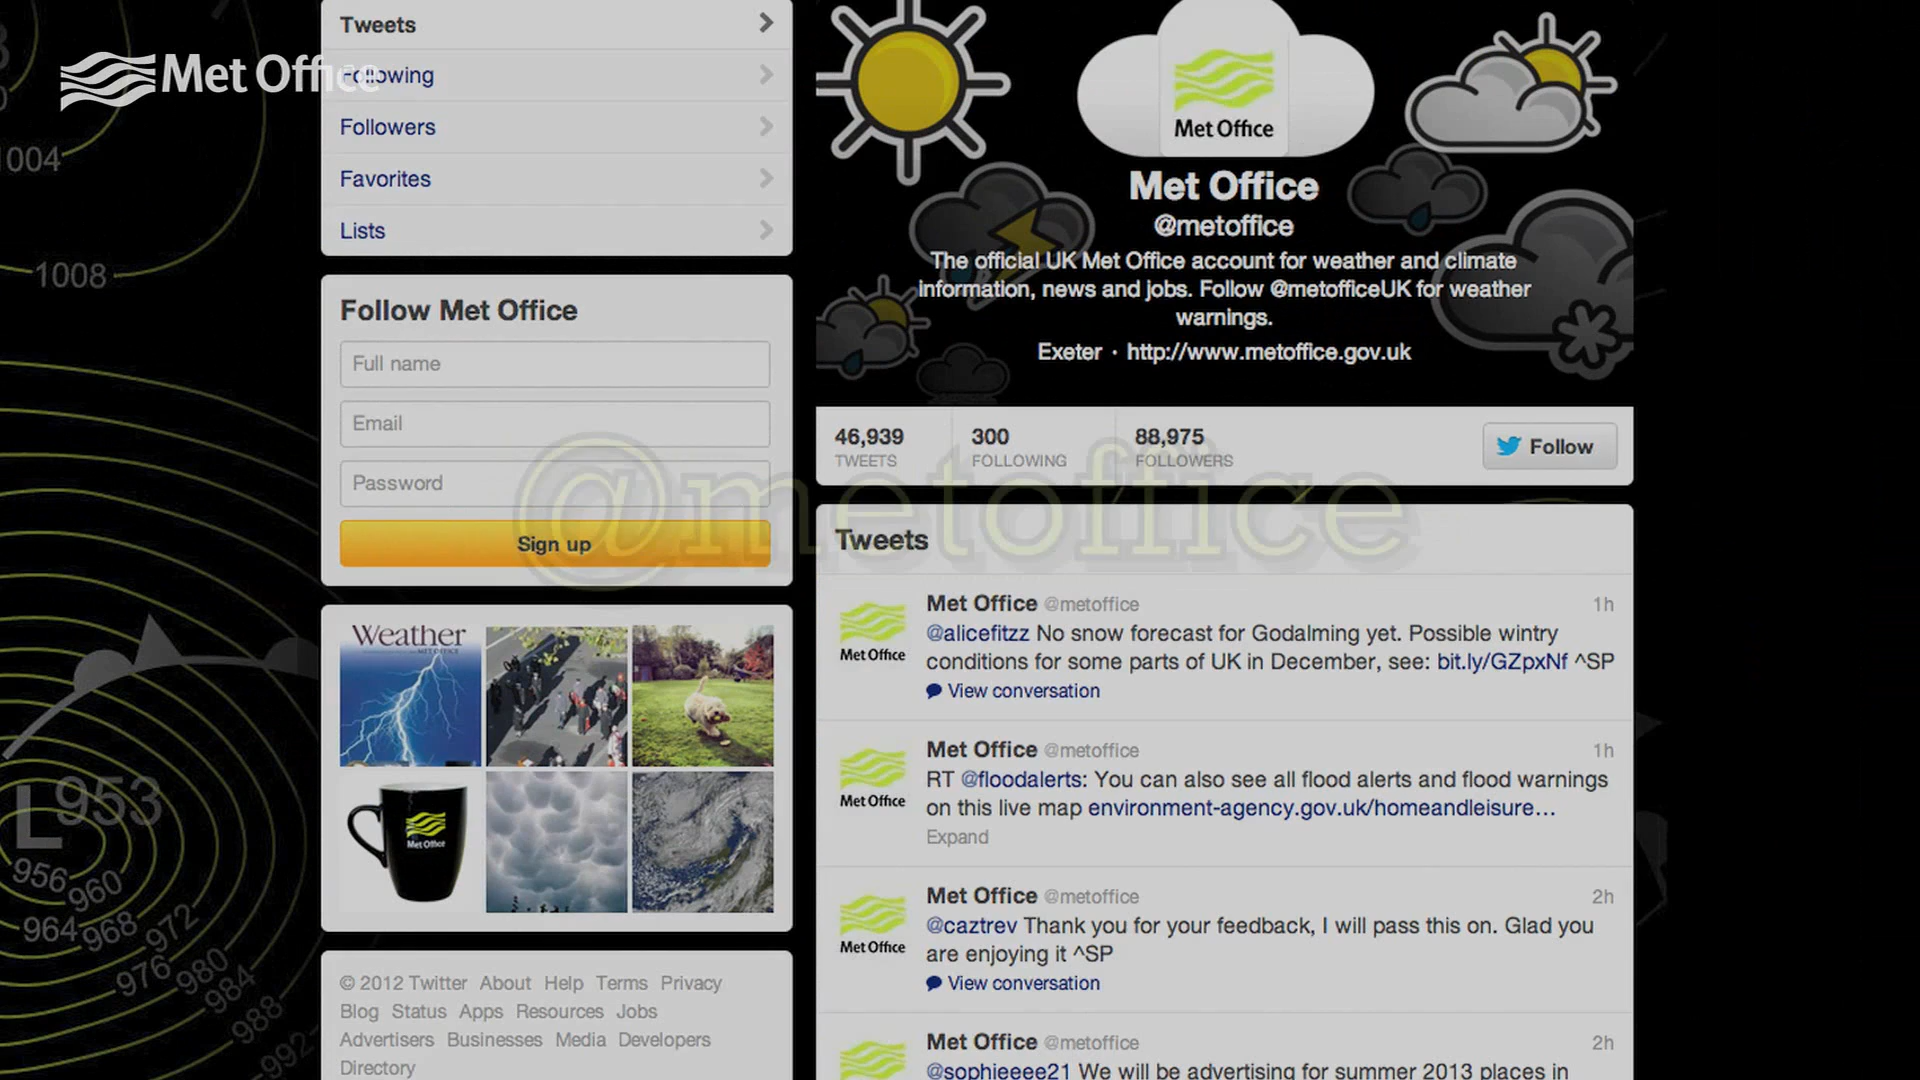 Met Office
1004
1008
L 953
956
960
964
968
972
976
980
984
988
992
Tweets
Following
Followers
Favorites
Lists
Follow Met Office
Full name
Email
Password
Sign up
Weather
Met Office
© 2012 Twitter About Help Terms Privacy
Blog Status Apps Resources Jobs
Advertisers Businesses Media Developers
Directory
Met Office
Met Office
@metoffice
The official UK Met Office account for weather and climate
information, news and jobs. Follow @metofficeUK for weather
warnings.
Exeter · http://www.metoffice.gov.uk
46,939 300 88,975
TWEETS FOLLOWING FOLLOWERS
Follow
@metoffice
Tweets
Met Office @metoffice 1h
@alicefitzz No snow forecast for Godalming yet. Possible wintry
Met Office
conditions for some parts of UK in December, see: bit.ly/GZpxNf ^SP
View conversation
Met Office @metoffice 1h
RT @floodalerts: You can also see all flood alerts and flood warnings
Met Office
on this live map environment-agency.gov.uk/homeandleisure…
Expand
Met Office @metoffice 2h
@caztrev Thank you for your feedback, I will pass this on. Glad you
Met Office
are enjoying it ^SP
View conversation
Met Office @metoffice 2h
@sophieeee21 We will be advertising for summer 2013 places in